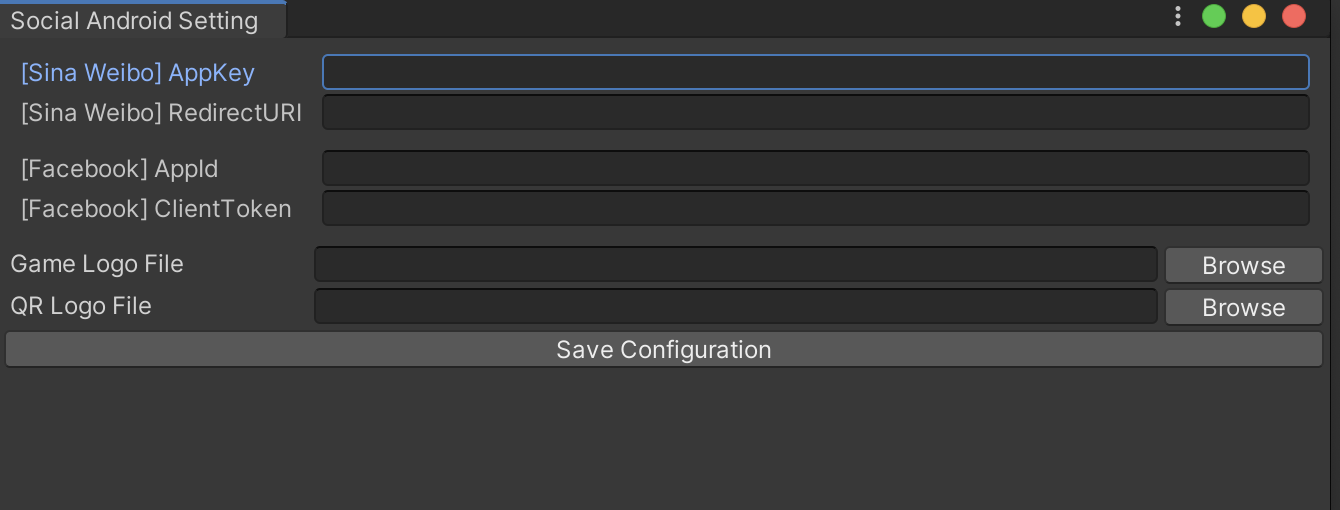 Social Android Setting
[Sina Weibo] AppKey
[Sina Weibo] RedirectURI
[Facebook] AppId
[Facebook] ClientToken
Game Logo File
Browse
QR Logo File
Browse
Save Configuration